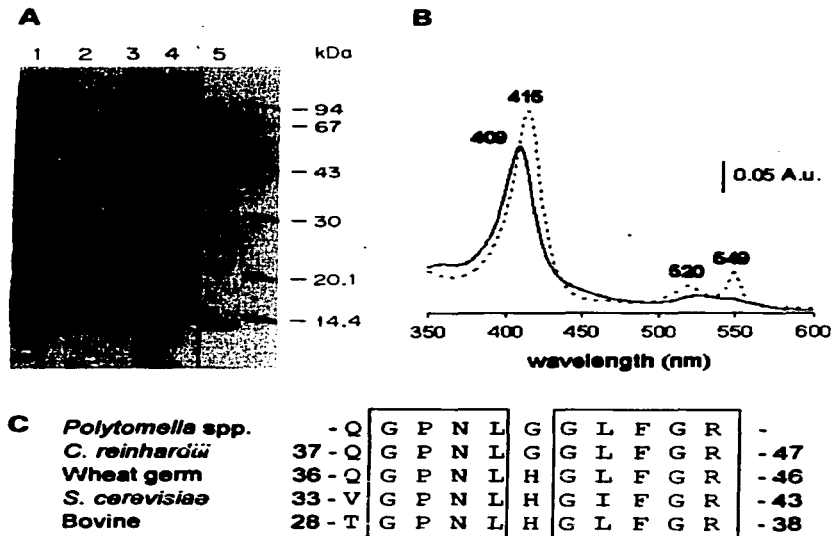 A
1 2 3 4 5 kDa
94
67
43
30
20.1
14.4
B
415
409
0.05 A.u.
520 549
350 400 450 500 550 600
wavelength (nm)
C
Polytomella spp. - Q G P N L G G L F G R -
C. reinhardtii 37 - Q G P N L G G L F G R - 47
Wheat germ 36 - Q G P N L H G L F G R - 46
S. cerevisiae 33 - V G P N L H G I F G R - 43
Bovine 28 - T G P N L H G L F G R - 38